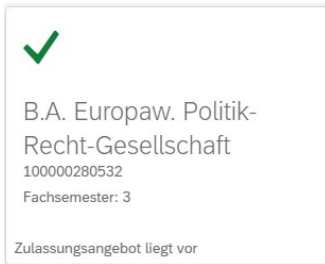 B.A. Europaw. Politik-
Recht-Gesellschaft
100000280532
Fachsemester: 3
Zulassungsangebot liegt vor